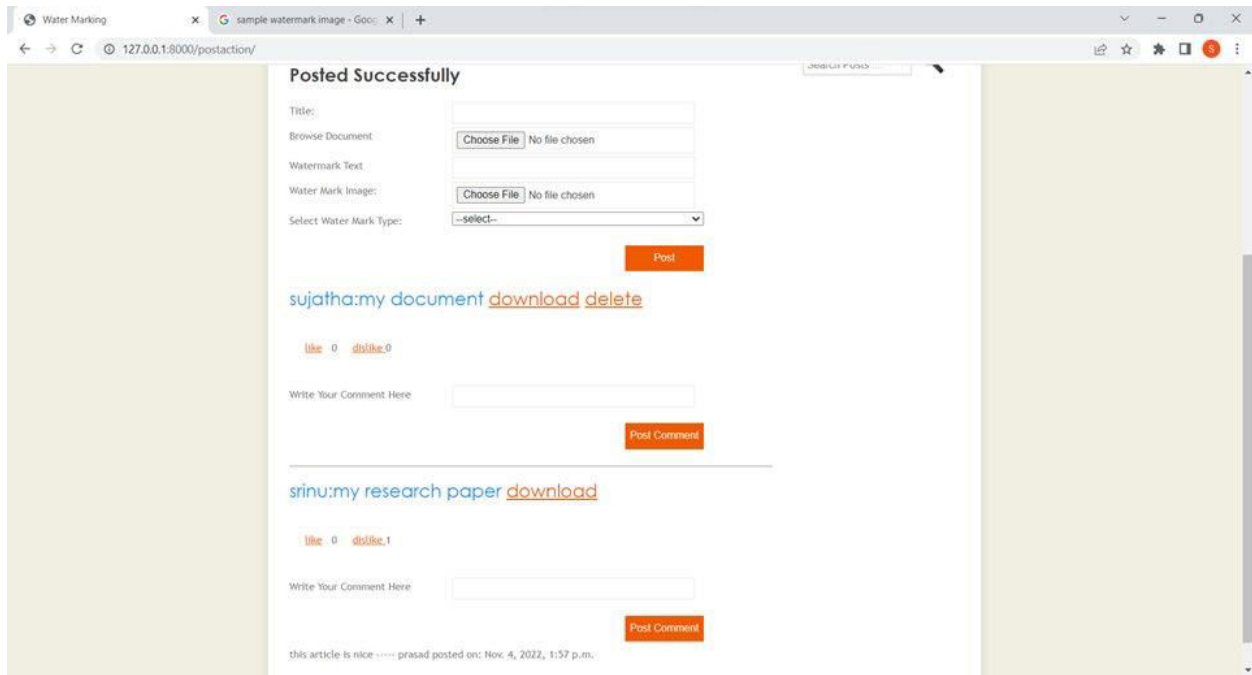 Water Marking
sample watermark image - Goog
127.0.0.1:8000/postaction/
S
Posted Successfully
Search Posts
Title:
Browse Document
Choose File No file chosen
Watermark Text
Water Mark Image:
Choose File No file chosen
Select Water Mark Type:
--select--
Post
sujatha:my document download delete
like 0 dislike 0
Write Your Comment Here
Post Comment
srinu:my research paper download
like 0 dislike 1
Write Your Comment Here
Post Comment
this article is nice ----- prasad posted on: Nov. 4, 2022, 1:57 p.m.